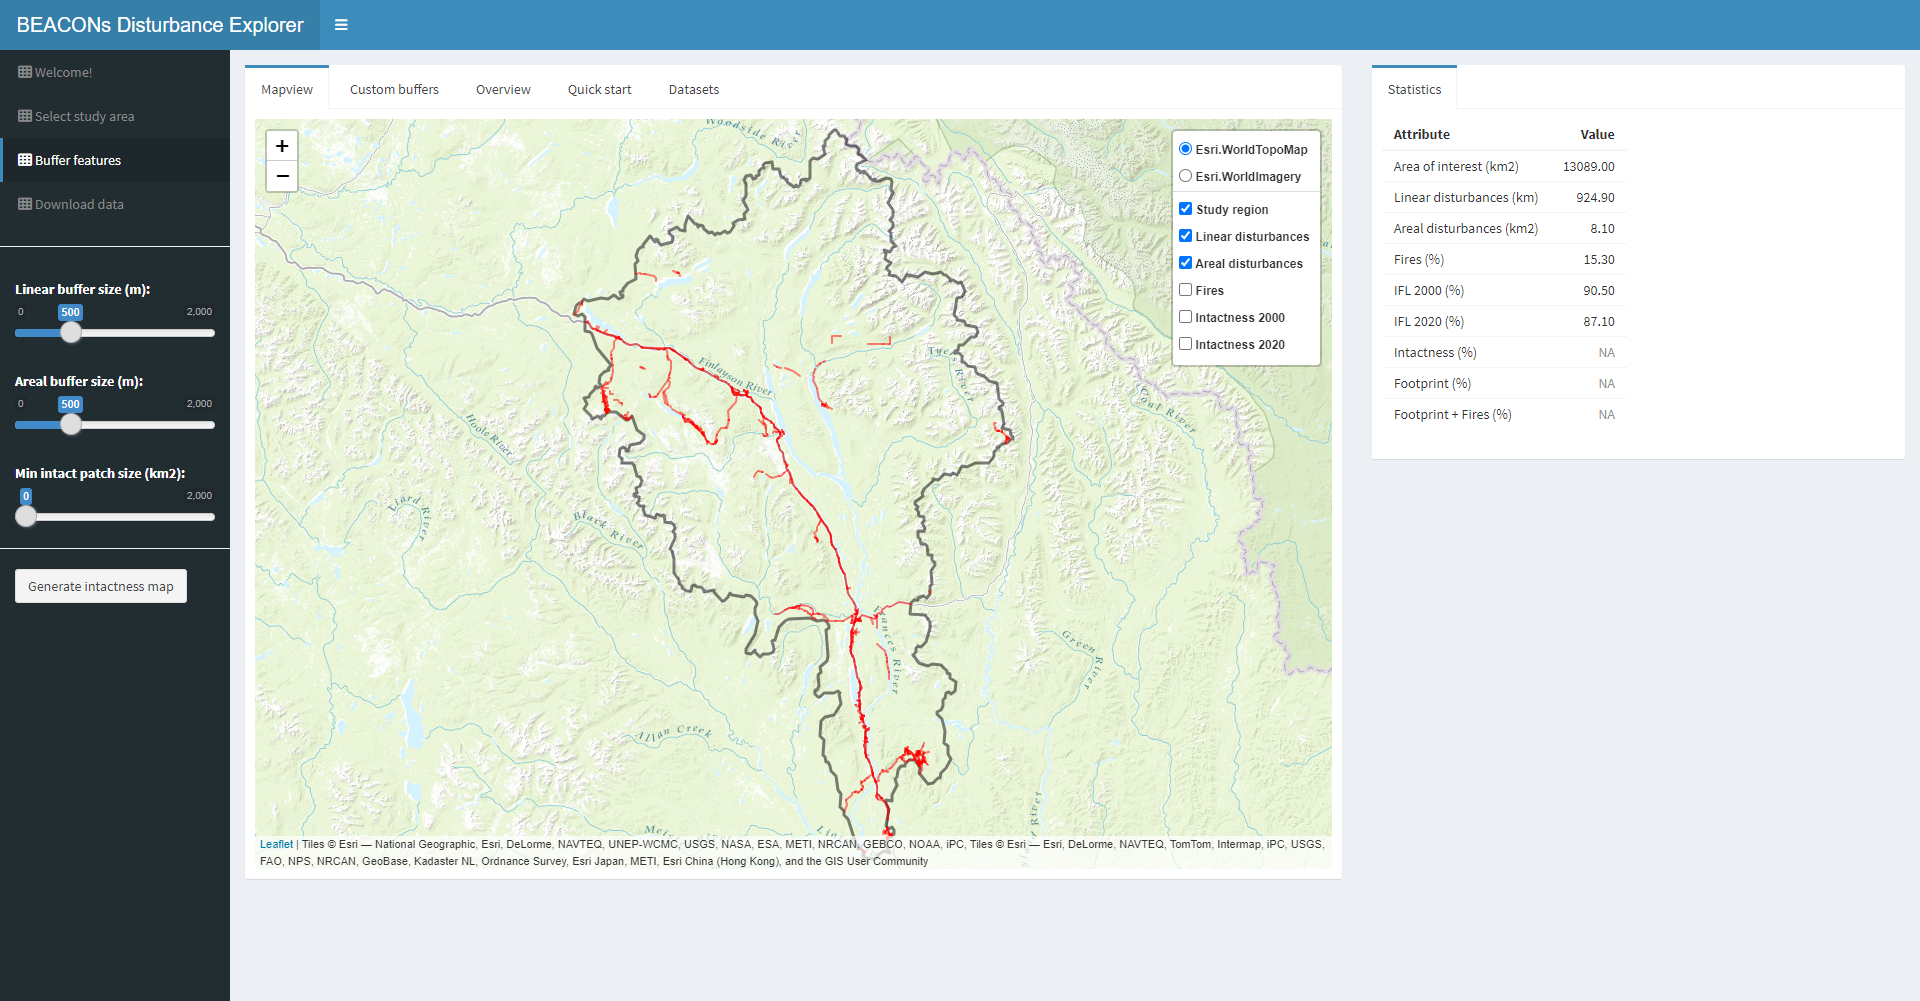 BEACONs Disturbance Explorer
Welcome!
Select study area
Buffer features
Download data
Linear buffer size (m):
0 500 2,000
Areal buffer size (m):
0 500 2,000
Min intact patch size (km2):
0 2,000
Generate intactness map
Mapview Custom buffers Overview Quick start Datasets
+
−
Esri.WorldTopoMap
Esri.WorldImagery
Study region
Linear disturbances
Areal disturbances
Fires
Intactness 2000
Intactness 2020
Woodside River
Finlayson River
Tyers River
Coal River
Hoole River
Liard River
Black River
Frances River
Green River
Allan Creek
Leaflet | Tiles © Esri — National Geographic, Esri, DeLorme, NAVTEQ, UNEP-WCMC, USGS, NASA, ESA, METI, NRCAN, GEBCO, NOAA, iPC, Tiles © Esri — Esri, DeLorme, NAVTEQ, TomTom, Intermap, iPC, USGS,
FAO, NPS, NRCAN, GeoBase, Kadaster NL, Ordnance Survey, Esri Japan, METI, Esri China (Hong Kong), and the GIS User Community
Statistics
Attribute Value
Area of interest (km2) 13089.00
Linear disturbances (km) 924.90
Areal disturbances (km2) 8.10
Fires (%) 15.30
IFL 2000 (%) 90.50
IFL 2020 (%) 87.10
Intactness (%) NA
Footprint (%) NA
Footprint + Fires (%) NA